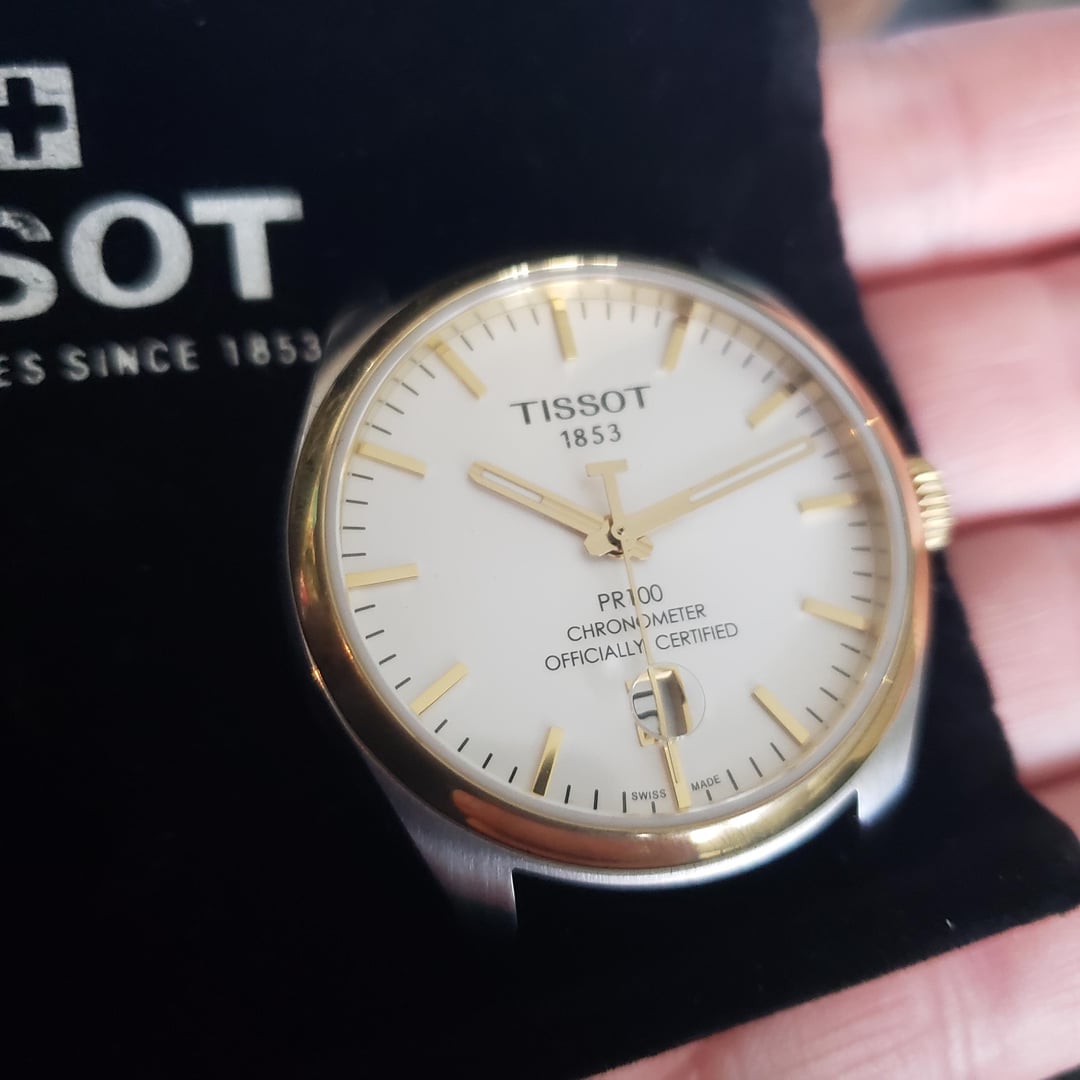 SOT
ES SINCE 1853
TISSOT
1853
PR100
CHRONOMETER
OFFICIALLY CERTIFIED
SWISS MADE